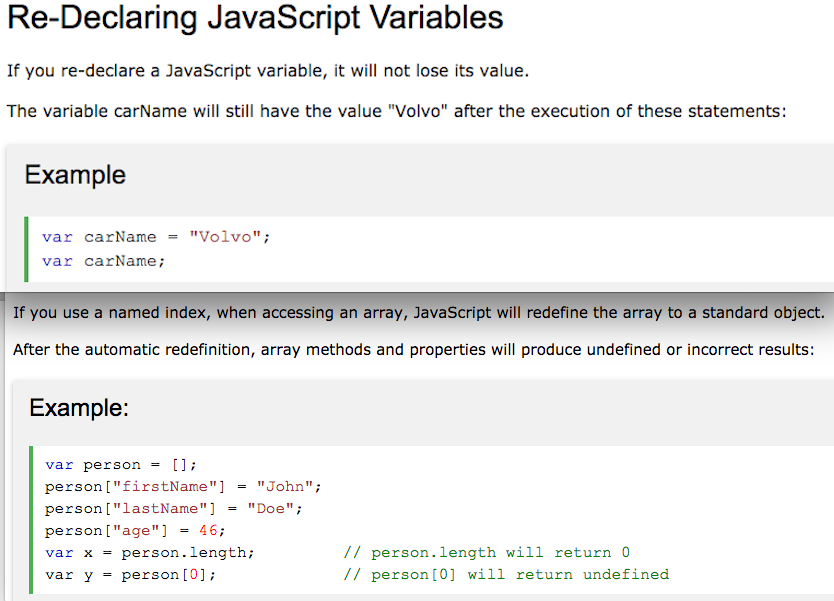 Re-Declaring JavaScript Variables
If you re-declare a JavaScript variable, it will not lose its value.
The variable carName will still have the value "Volvo" after the execution of these statements:
Example
var carName = "Volvo";
var carName;
If you use a named index, when accessing an array, JavaScript will redefine the array to a standard object.
After the automatic redefinition, array methods and properties will produce undefined or incorrect results:
Example:
var person = [];
person["firstName"] = "John";
person["lastName"] = "Doe";
person["age"] = 46;
var x = person.length;         // person.length will return 0
var y = person[0];             // person[0] will return undefined